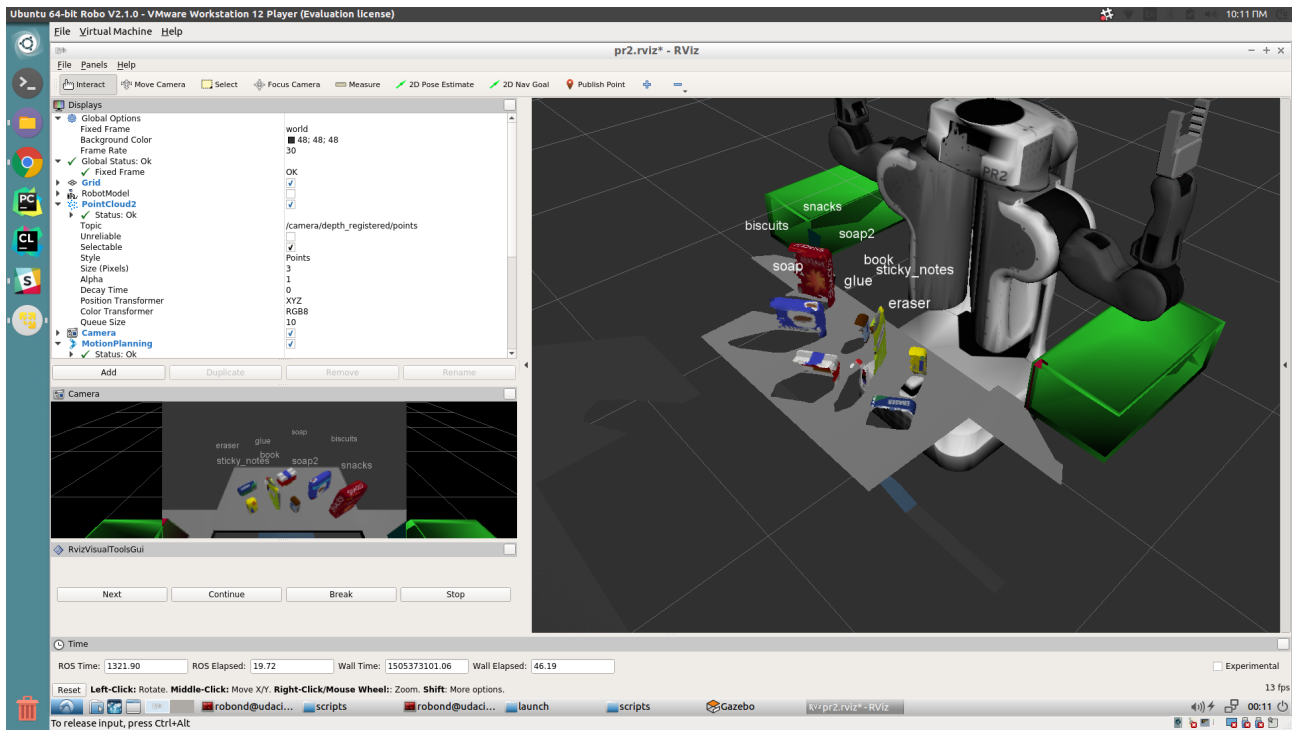 Ubuntu 64-bit Robo V2.1.0 - VMware Workstation 12 Player (Evaluation license)
10:11 ΠΜ
File Virtual Machine Help
pr2.rviz* - RViz
File Panels Help
Interact Move Camera Select Focus Camera Measure 2D Pose Estimate 2D Nav Goal Publish Point
Displays
Global Options
Fixed Frame world
Background Color 48; 48; 48
Frame Rate 30
Global Status: Ok
Fixed Frame OK
Grid
RobotModel
PointCloud2
Status: Ok
Topic /camera/depth_registered/points
Unreliable
Selectable
Style Points
Size (Pixels) 3
Alpha 1
Decay Time 0
Position Transformer XYZ
Color Transformer RGB8
Queue Size 10
Camera
MotionPlanning
Status: Ok
Add Duplicate Remove Rename
Camera
soap
biscuits
glue
eraser
book
sticky_notes
soap2
snacks
RvizVisualToolsGui
Next Continue Break Stop
PR2
snacks
biscuits
soap2
book
soap
sticky_notes
glue
eraser
ERASER
Time
ROS Time: 1321.90 ROS Elapsed: 19.72 Wall Time: 1505373101.06 Wall Elapsed: 46.19 Experimental
Reset Left-Click: Rotate. Middle-Click: Move X/Y. Right-Click/Mouse Wheel:: Zoom. Shift: More options. 13 fps
robond@udaci... scripts robond@udaci... launch scripts Gazebo pr2.rviz* - RViz 00:11
To release input, press Ctrl+Alt
PC
CL
S